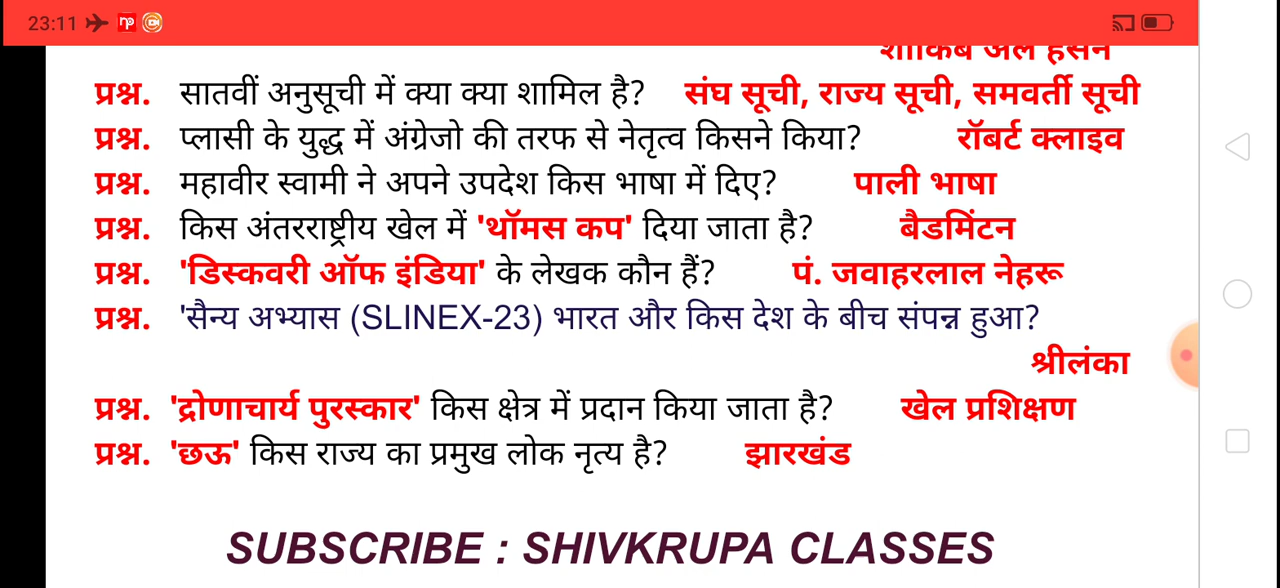 23:11
शाकिब अल हसन
प्रश्न. सातवीं अनुसूची में क्या क्या शामिल है? संघ सूची, राज्य सूची, समवर्ती सूची
प्रश्न. प्लासी के युद्ध में अंग्रेजो की तरफ से नेतृत्व किसने किया? रॉबर्ट क्लाइव
प्रश्न. महावीर स्वामी ने अपने उपदेश किस भाषा में दिए? पाली भाषा
प्रश्न. किस अंतरराष्ट्रीय खेल में 'थॉमस कप' दिया जाता है? बैडमिंटन
प्रश्न. 'डिस्कवरी ऑफ इंडिया' के लेखक कौन हैं? पं. जवाहरलाल नेहरू
प्रश्न. 'सैन्य अभ्यास (SLINEX-23) भारत और किस देश के बीच संपन्न हुआ?
श्रीलंका
प्रश्न. 'द्रोणाचार्य पुरस्कार' किस क्षेत्र में प्रदान किया जाता है? खेल प्रशिक्षण
प्रश्न. 'छऊ' किस राज्य का प्रमुख लोक नृत्य है? झारखंड
SUBSCRIBE : SHIVKRUPA CLASSES